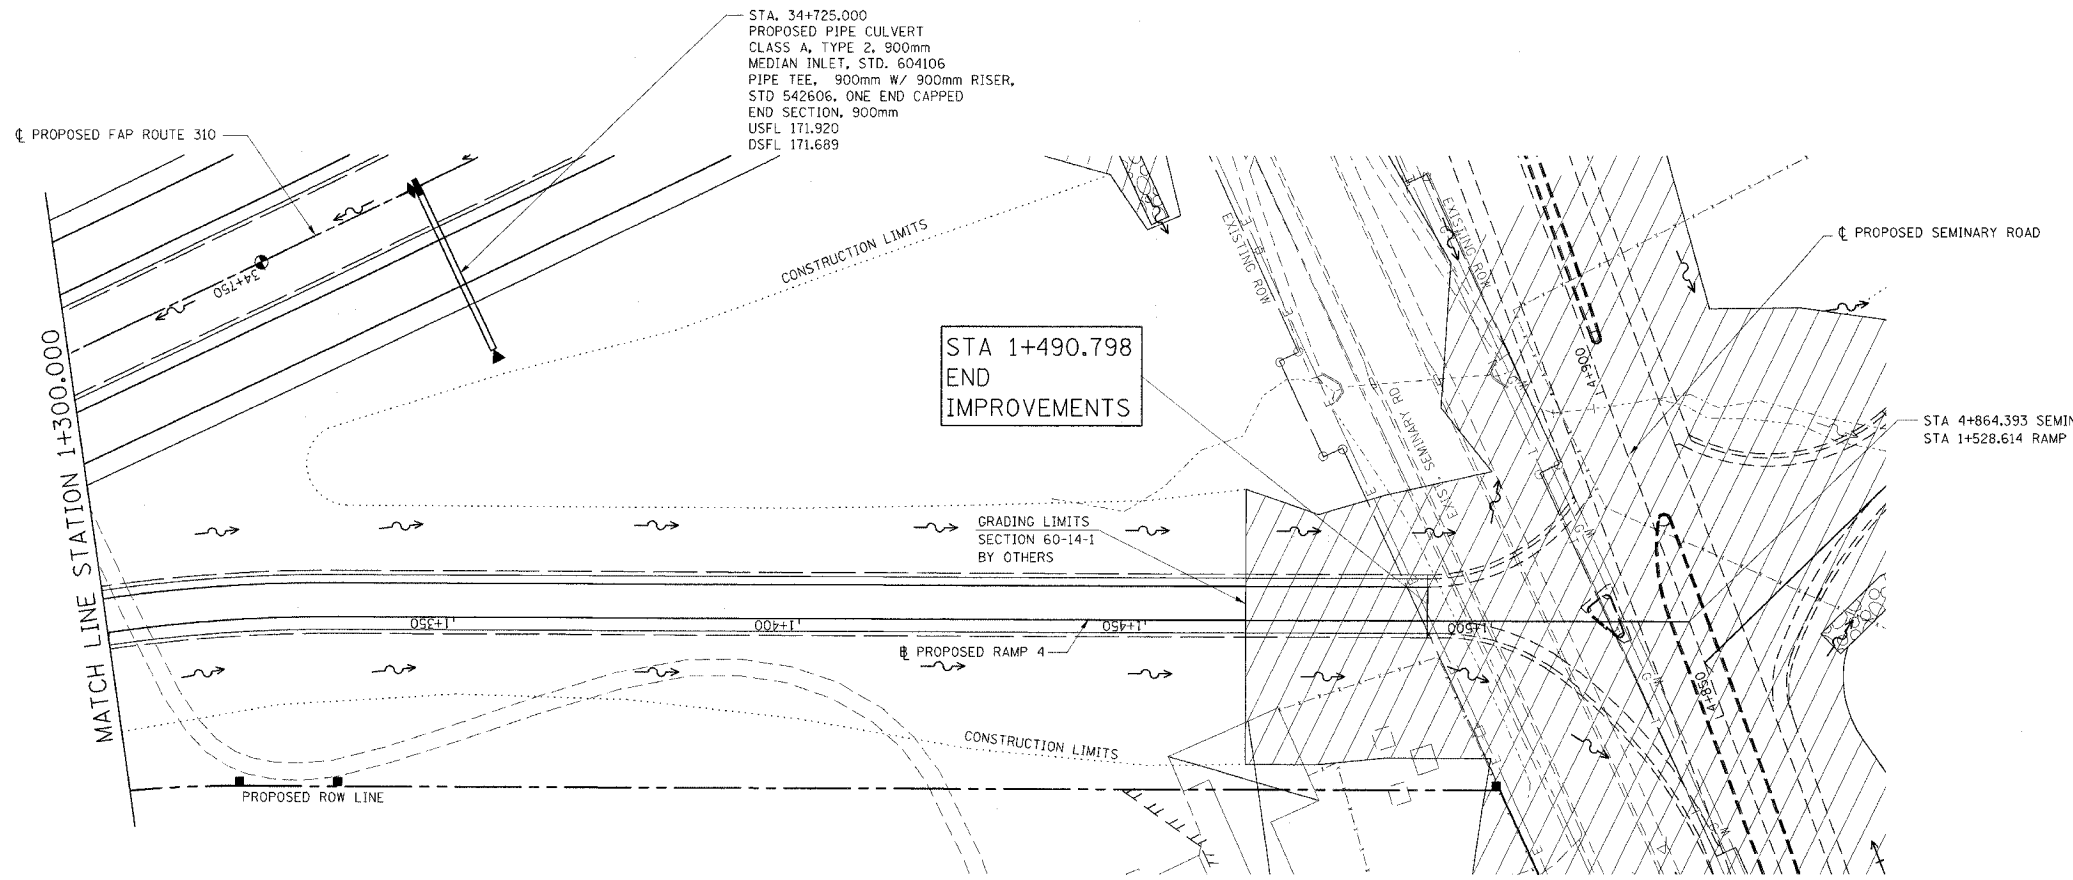 STA. 34+725.000
PROPOSED PIPE CULVERT
CLASS A, TYPE 2, 900mm
MEDIAN INLET, STD. 604106
PIPE TEE, 900mm W/ 900mm RISER,
STD 542606, ONE END CAPPED
END SECTION, 900mm
USFL 171.920
DSFL 171.689
℄ PROPOSED FAP ROUTE 310
34+750
CONSTRUCTION LIMITS
EXISTING ROW
EXISTING ROW
℄ PROPOSED SEMINARY ROAD
MATCH LINE STATION 1+300.000
STA 1+490.798
END
IMPROVEMENTS
4+900
EXIS. SEMINARY RD
STA 4+864.393 SEMIN
STA 1+528.614 RAMP
GRADING LIMITS
SECTION 60-14-1
BY OTHERS
1+350
1+400
1+450
1+500
PROPOSED RAMP 4
4+850
CONSTRUCTION LIMITS
PROPOSED ROW LINE